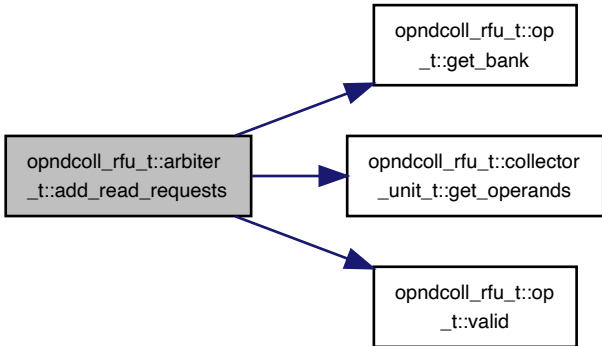 opndcoll_rfu_t::op
_t::get_bank
opndcoll_rfu_t::arbiter
_t::add_read_requests
opndcoll_rfu_t::collector
_unit_t::get_operands
opndcoll_rfu_t::op
_t::valid